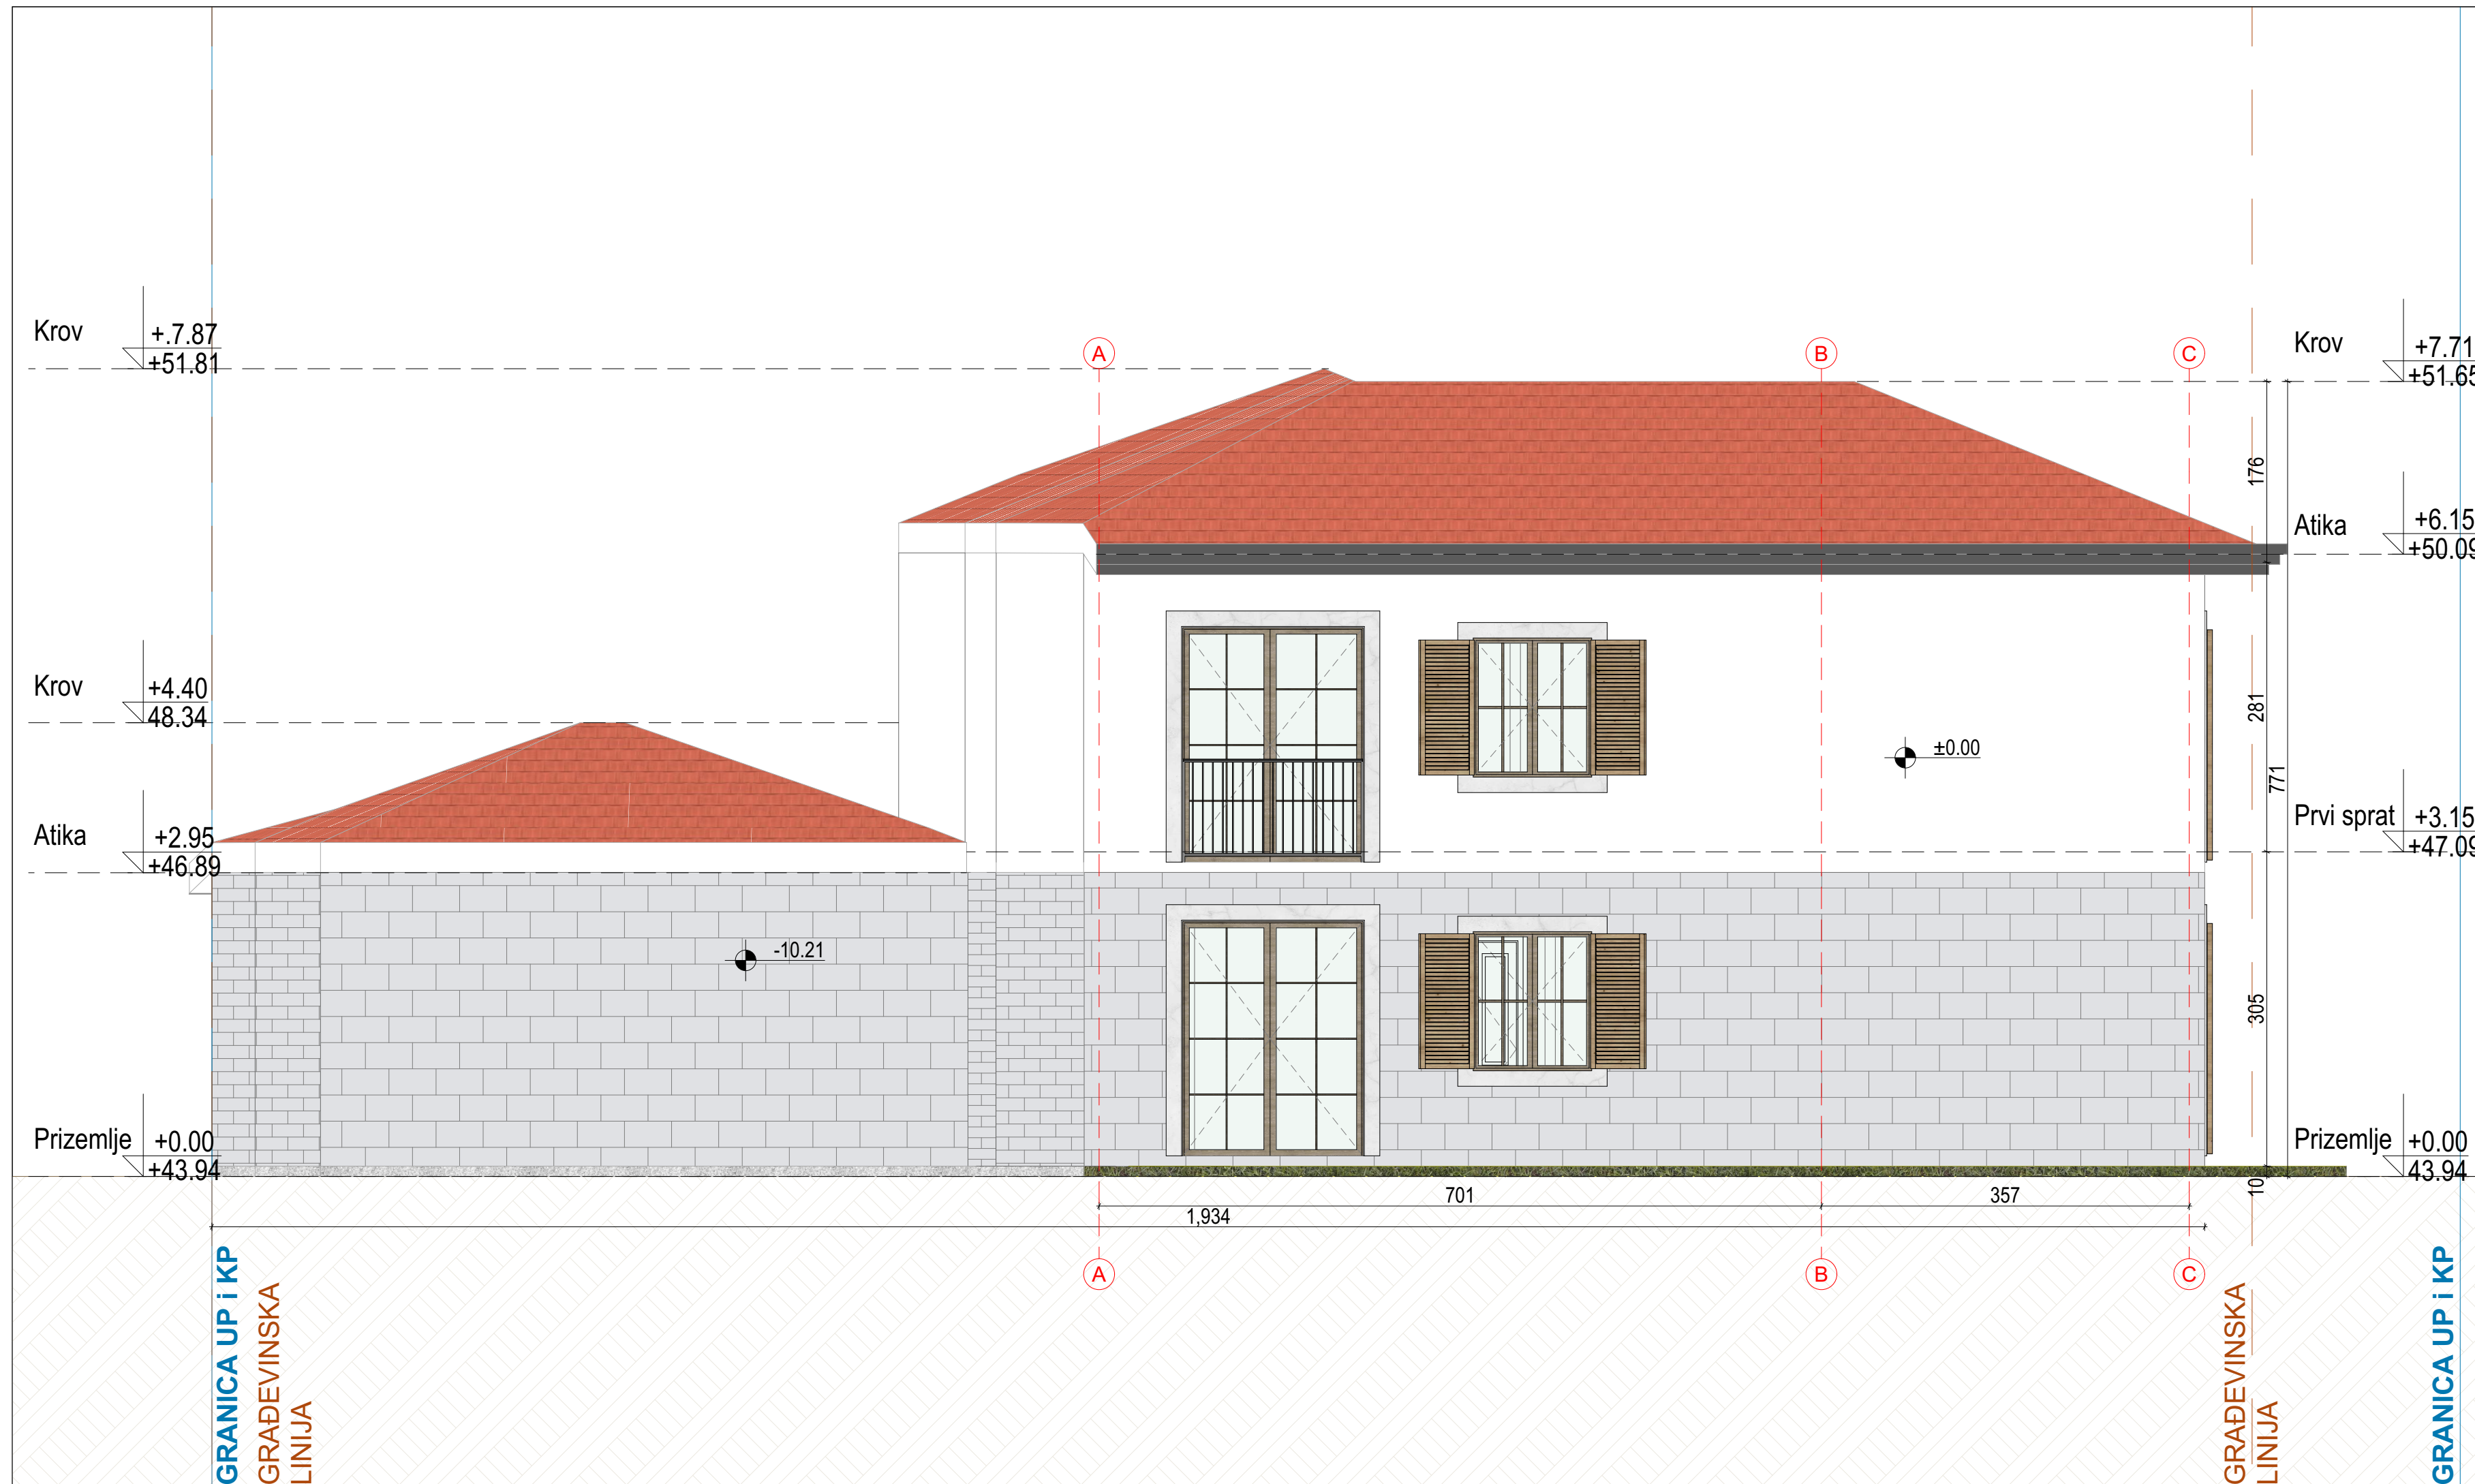 Krov
+.7.87
+51.81
A
B
C
Krov
+7.71
+51.65
176
Atika
+6.15
+50.09
Krov
+4.40
48.34
281
±0.00
771
Atika
+2.95
+46.89
Prvi sprat
+3.15
+47.09
-10.21
305
Prizemlje
+0.00
+43.94
Prizemlje
+0.00
43.94
10
701
357
1,934
A
B
C
GRANICA UP i KP
GRAĐEVINSKA
LINIJA
GRAĐEVINSKA
LINIJA
GRANICA UP i KP